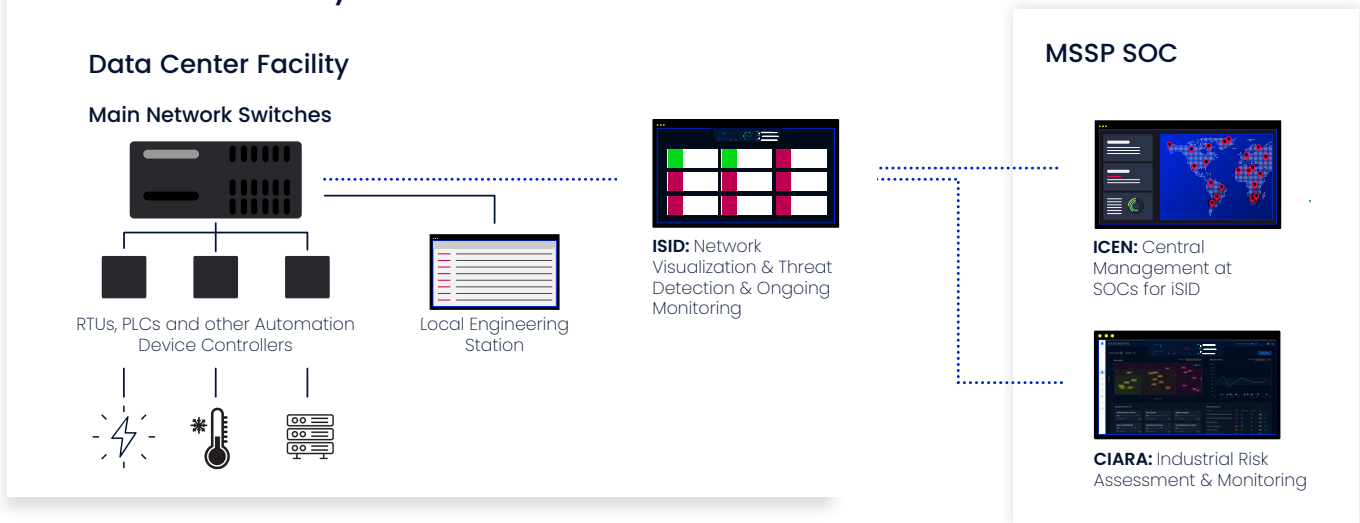 Data Center Facility
Main Network Switches
RTUs, PLCs and other Automation
Device Controllers
Local Engineering
Station
ISID: Network
Visualization & Threat
Detection & Ongoing
Monitoring
MSSP SOC
ICEN: Central
Management at
SOCs for iSID
CIARA: Industrial Risk
Assessment & Monitoring